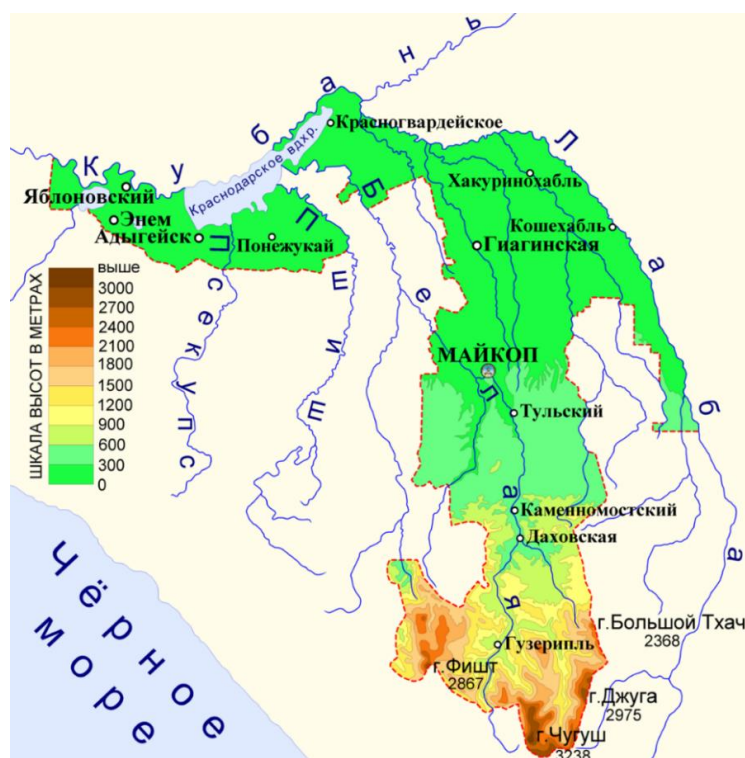 Кубань
Красногвардейское
Лаба
Краснодарское вдхр.
Хакуринохабль
Яблоновский
Энем
Адыгейск
Понежукай
Кошехабль
Гиагинская
Псекупс
Пшиш
Белая
ШКАЛА ВЫСОТ В МЕТРАХ
выше
3000
2700
2400
1800
1500
1200
900
600
300
0
МАЙКОП
Тульский
Каменномостский
Даховская
Чёрное
море
г.Большой Тхач
2368
Гузерипль
г.Фишт
2867
г.Джуга
2975
г.Чугуш
3238